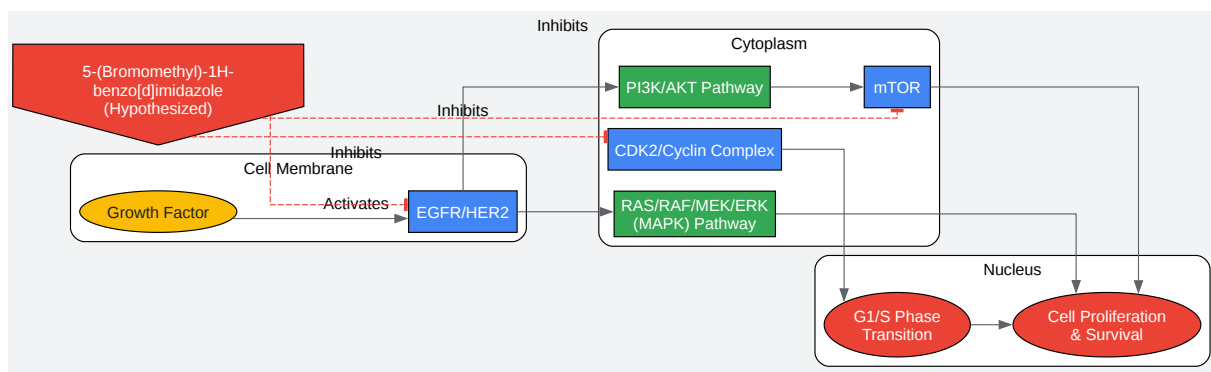 Inhibits
Cytoplasm
5-(Bromomethyl)-1H-
benzo[d]imidazole
(Hypothesized)
PI3K/AKT Pathway
mTOR
Inhibits
CDK2/Cyclin Complex
Inhibits
Cell Membrane
Growth Factor
Activates
EGFR/HER2
RAS/RAF/MEK/ERK
(MAPK) Pathway
Nucleus
G1/S Phase
Transition
Cell Proliferation
& Survival